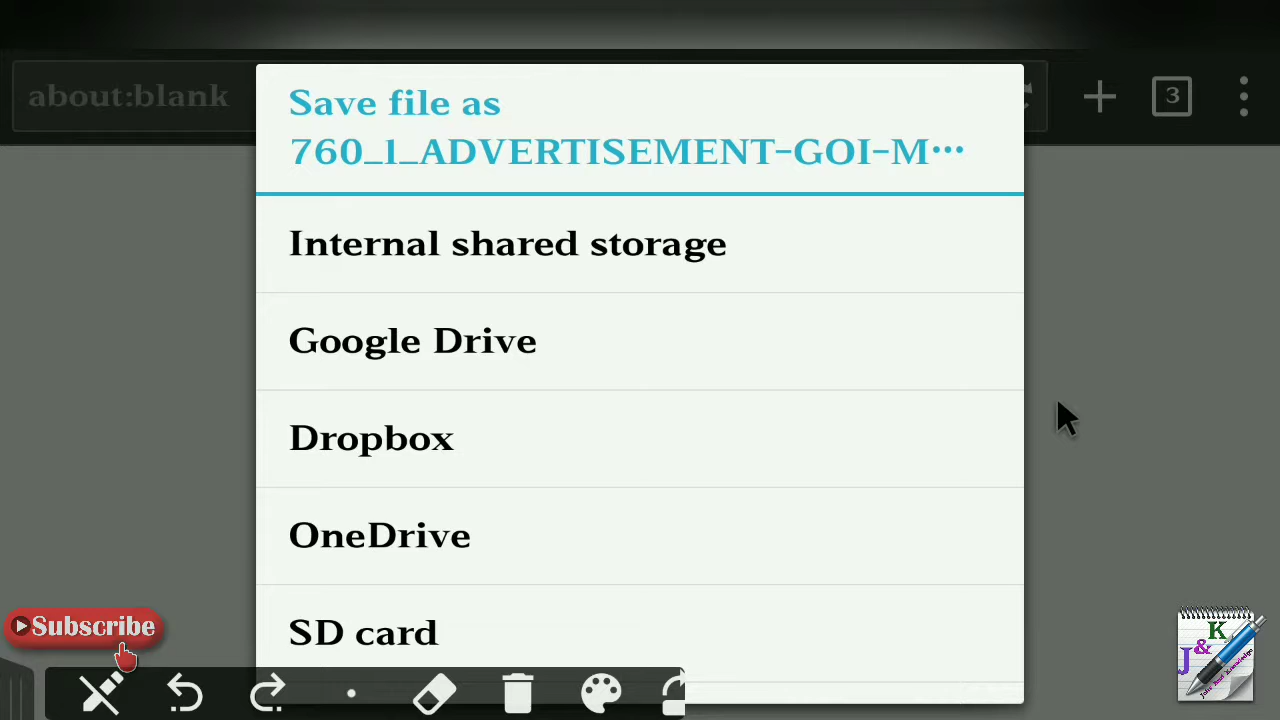 about:blank
3
Save file as
760_1_ADVERTISEMENT-GOI-M…
Internal shared storage
Google Drive
Dropbox
OneDrive
SD card
Subscribe
J&K